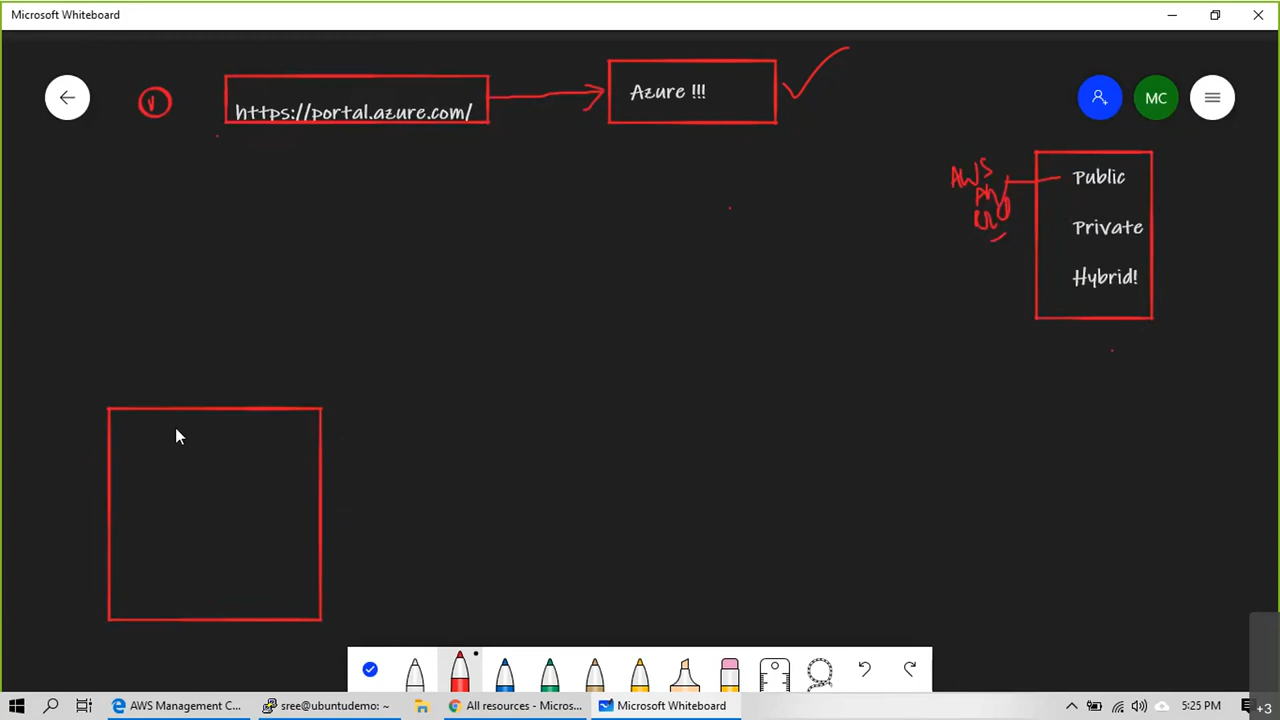 Microsoft Whiteboard
https://portal.azure.com/
Azure !!!
MC
AWS
Public
Private
Hybrid!
AWS Management C...
sree@ubuntudemo: ~
All resources - Micros...
Microsoft Whiteboard
5:25 PM
+3